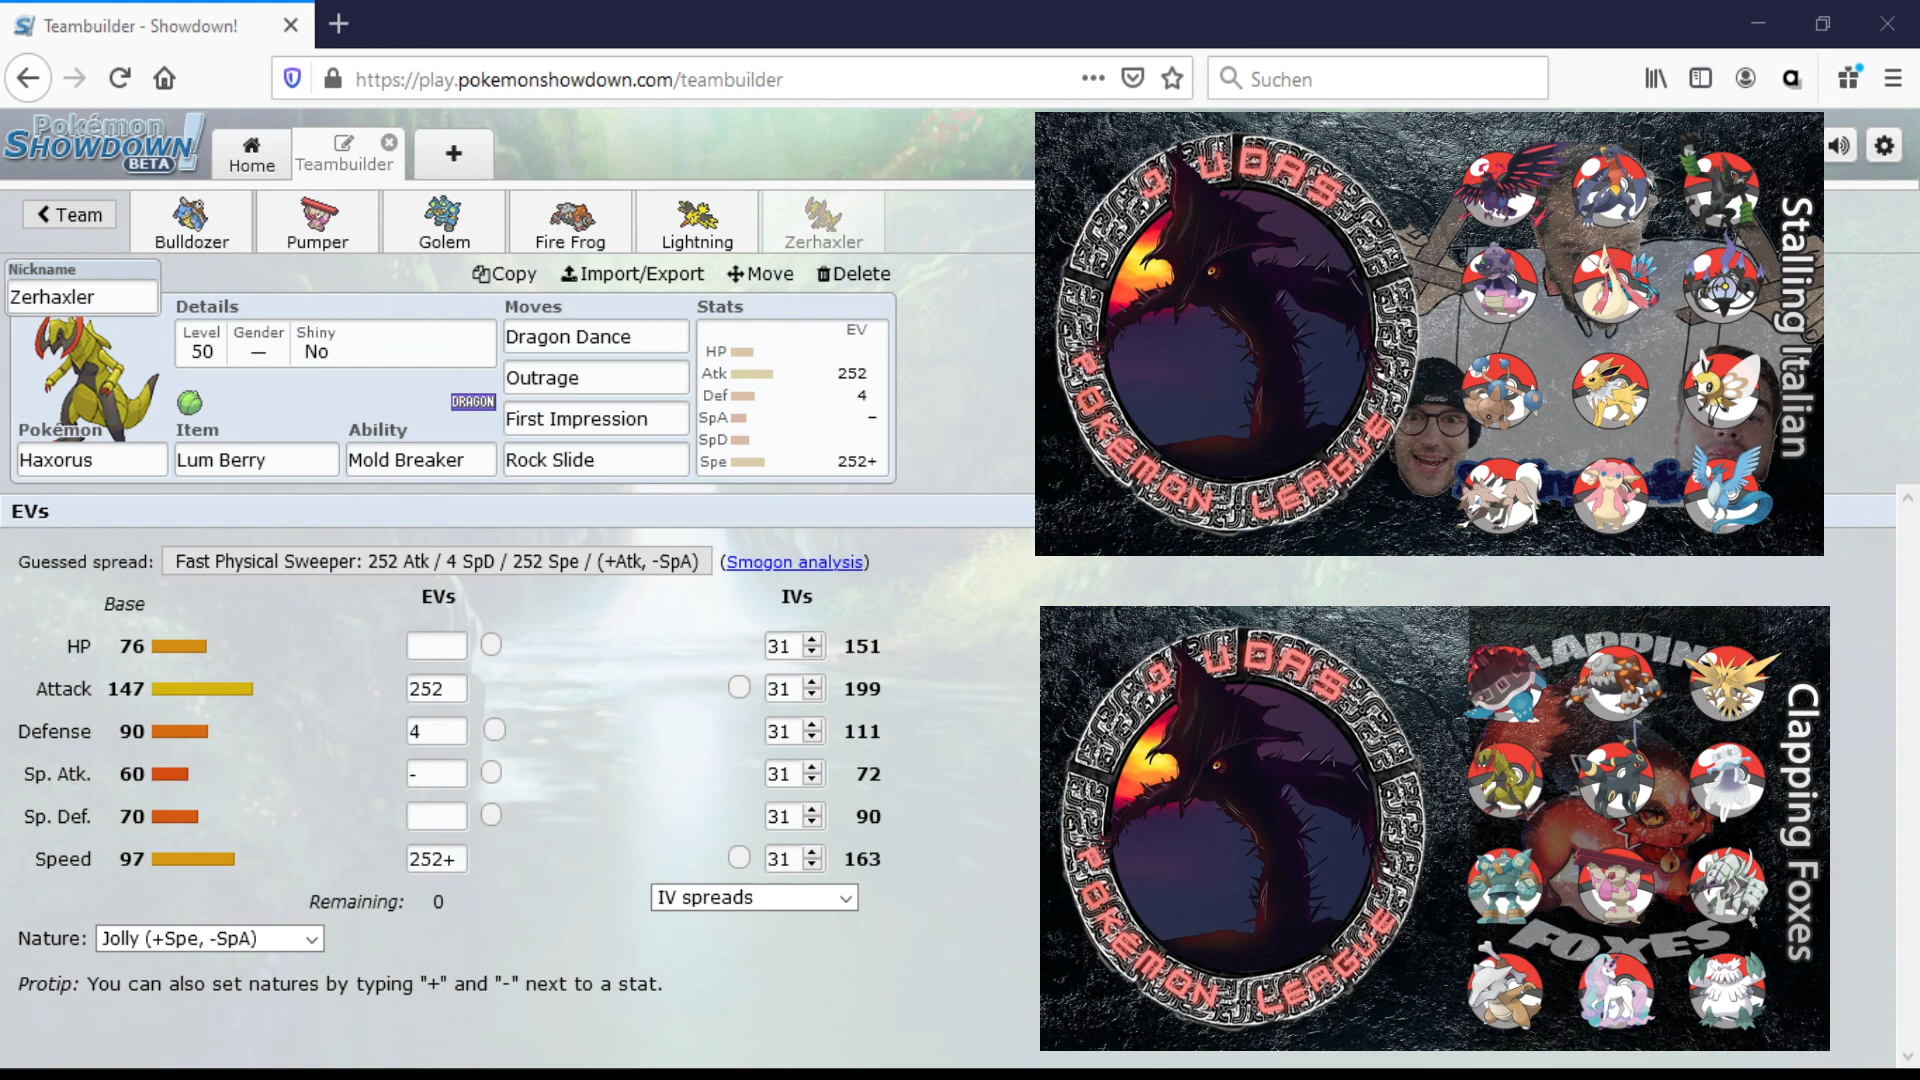 Teambuilder - Showdown!
https://play.pokemonshowdown.com/teambuilder
Suchen
Pokémon
SHOWDOWN!
BETA
Home
Teambuilder
Team
Bulldozer
Pumper
Golem
Fire Frog
Lightning
Zerhaxler
Nickname
Zerhaxler
Copy
Import/Export
Move
Delete
Details
Moves
Stats
Level
Gender
Shiny
50
—
No
Dragon Dance
Outrage
First Impression
Rock Slide
EV
HP
Atk 252
Def 4
SpA –
SpD
Spe 252+
DRAGON
Pokémon
Item
Ability
Haxorus
Lum Berry
Mold Breaker
EVs
Guessed spread: Fast Physical Sweeper: 252 Atk / 4 SpD / 252 Spe / (+Atk, -SpA) (Smogon analysis)
Base
EVs
IVs
HP 76 31 151
Attack 147 252 31 199
Defense 90 4 31 111
Sp. Atk. 60 - 31 72
Sp. Def. 70 31 90
Speed 97 252+ 31 163
Remaining: 0
IV spreads
Nature: Jolly (+Spe, -SpA)
Protip: You can also set natures by typing "+" and "-" next to a stat.
POKÉMON LEAGUE
Stalling Italian
POKÉMON LEAGUE
FOXES
Clapping Foxes